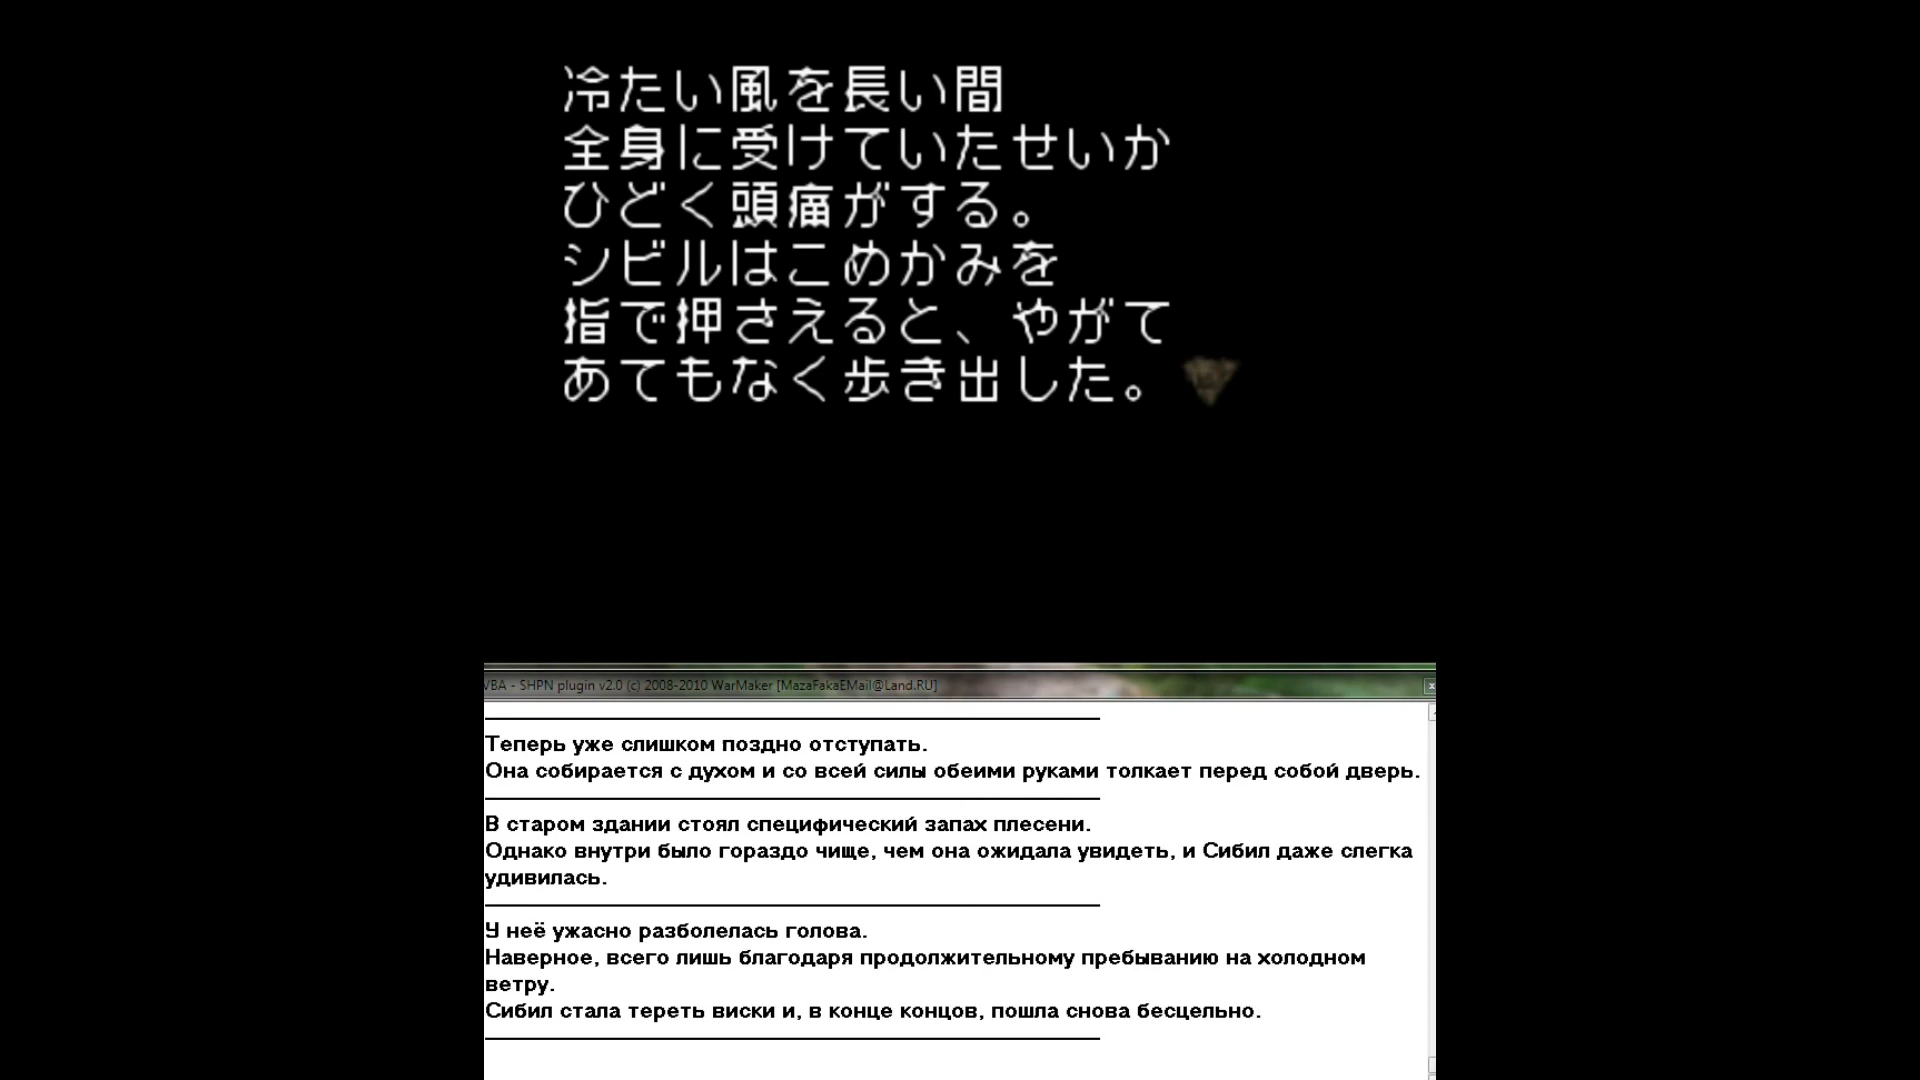 冷たい風を長い間
全身に受けていたせいか
ひどく頭痛がする。
シビルはこめかみを
指で押さえると、やがて
あてもなく歩き出した。
VBA - SHPN plugin v2.0 (c) 2008-2010 WarMaker [MazaFakaEMail@Land.RU]
Теперь уже слишком поздно отступать.
Она собирается с духом и со всей силы обеими руками толкает перед собой дверь.
В старом здании стоял специфический запах плесени.
Однако внутри было гораздо чище, чем она ожидала увидеть, и Сибил даже слегка
удивилась.
У неё ужасно разболелась голова.
Наверное, всего лишь благодаря продолжительному пребыванию на холодном
ветру.
Сибил стала тереть виски и, в конце концов, пошла снова бесцельно.